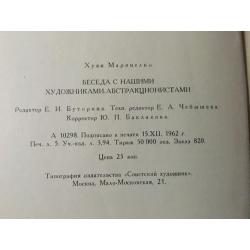 Хуан Маринельо
БЕСЕДА С НАШИМИ
ХУДОЖНИКАМИ-АБСТРАКЦИОНИСТАМИ
Редактор Е. И. Буторина Техн. редактор Е. А. Чебышева
Корректор Ю. П. Баклакова
А 10298. Подписано в печати 15.XII. 1962 г.
Печ. л. 5. Уч.-изд. л. 3,94. Тираж 50 000 экз. Заказ 820.
Цена 23 коп.
Типография издательства «Советский художник».
Москва, Мало-Московская, 21.